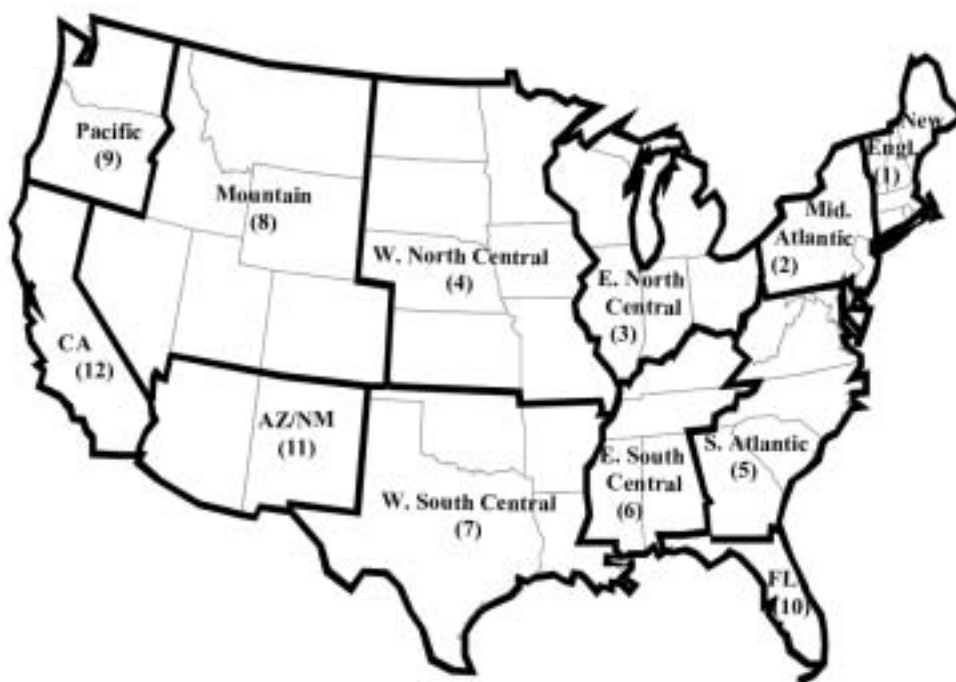 New
Engl.
(1)
Pacific
(9)
Mountain
(8)
Mid.
Atlantic
(2)
W. North Central
(4)
E. North
Central
(3)
CA
(12)
AZ/NM
(11)
S. Atlantic
(5)
E. South
Central
(6)
W. South Central
(7)
FL
(10)